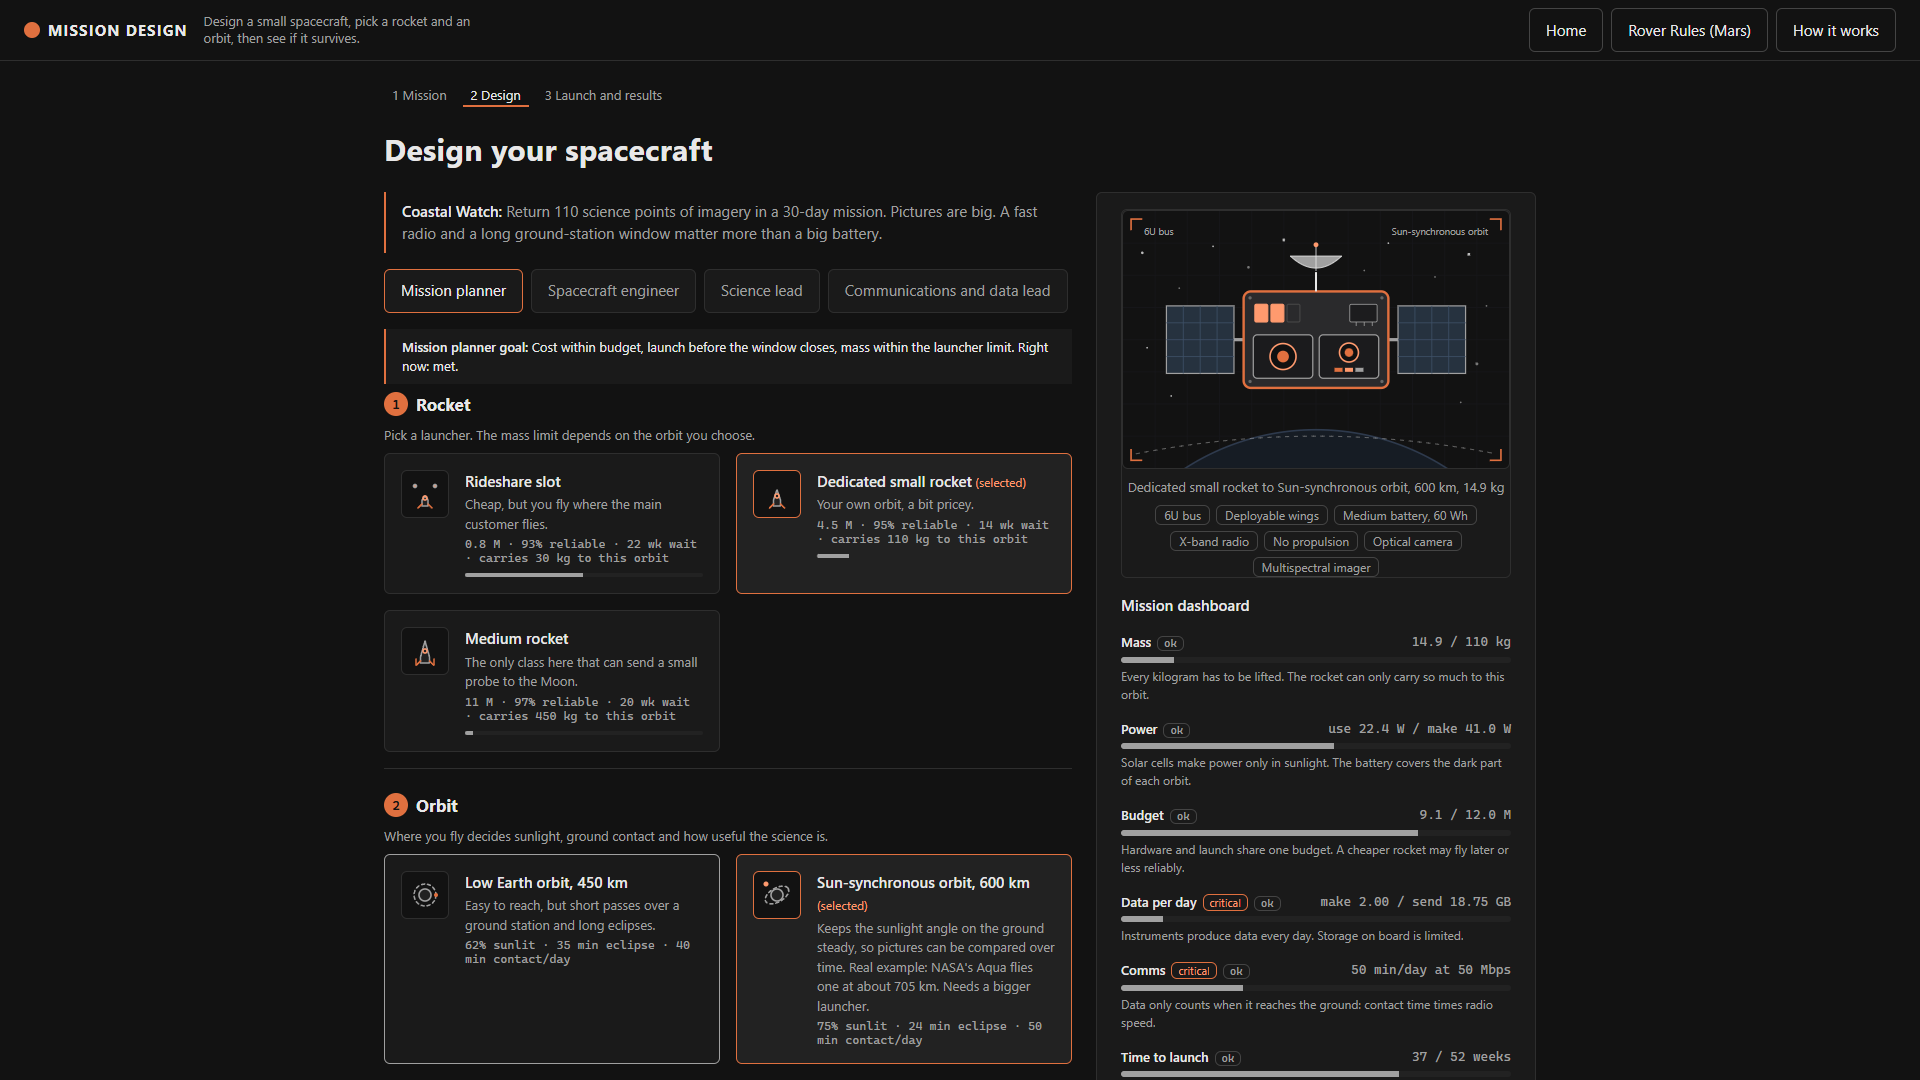 MISSION DESIGN
Design a small spacecraft, pick a rocket and an
orbit, then see if it survives.
Home
Rover Rules (Mars)
How it works
1 Mission
2 Design
3 Launch and results
Design your spacecraft
Coastal Watch: Return 110 science points of imagery in a 30-day mission. Pictures are big. A fast
radio and a long ground-station window matter more than a big battery.
Mission planner
Spacecraft engineer
Science lead
Communications and data lead
Mission planner goal: Cost within budget, launch before the window closes, mass within the launcher limit. Right
now: met.
1 Rocket
Pick a launcher. The mass limit depends on the orbit you choose.
Rideshare slot
Cheap, but you fly where the main
customer flies.
0.8 M · 93% reliable · 22 wk wait
· carries 30 kg to this orbit
Dedicated small rocket (selected)
Your own orbit, a bit pricey.
4.5 M · 95% reliable · 14 wk wait
· carries 110 kg to this orbit
Medium rocket
The only class here that can send a small
probe to the Moon.
11 M · 97% reliable · 20 wk wait
· carries 450 kg to this orbit
2 Orbit
Where you fly decides sunlight, ground contact and how useful the science is.
Low Earth orbit, 450 km
Easy to reach, but short passes over a
ground station and long eclipses.
62% sunlit · 35 min eclipse · 40
min contact/day
Sun-synchronous orbit, 600 km
(selected)
Keeps the sunlight angle on the ground
steady, so pictures can be compared over
time. Real example: NASA's Aqua flies
one at about 705 km. Needs a bigger
launcher.
75% sunlit · 24 min eclipse · 50
min contact/day
6U bus
Sun-synchronous orbit
Dedicated small rocket to Sun-synchronous orbit, 600 km, 14.9 kg
6U bus
Deployable wings
Medium battery, 60 Wh
X-band radio
No propulsion
Optical camera
Multispectral imager
Mission dashboard
Mass ok 14.9 / 110 kg
Every kilogram has to be lifted. The rocket can only carry so much to this
orbit.
Power ok use 22.4 W / make 41.0 W
Solar cells make power only in sunlight. The battery covers the dark part
of each orbit.
Budget ok 9.1 / 12.0 M
Hardware and launch share one budget. A cheaper rocket may fly later or
less reliably.
Data per day critical ok make 2.00 / send 18.75 GB
Instruments produce data every day. Storage on board is limited.
Comms critical ok 50 min/day at 50 Mbps
Data only counts when it reaches the ground: contact time times radio
speed.
Time to launch ok 37 / 52 weeks